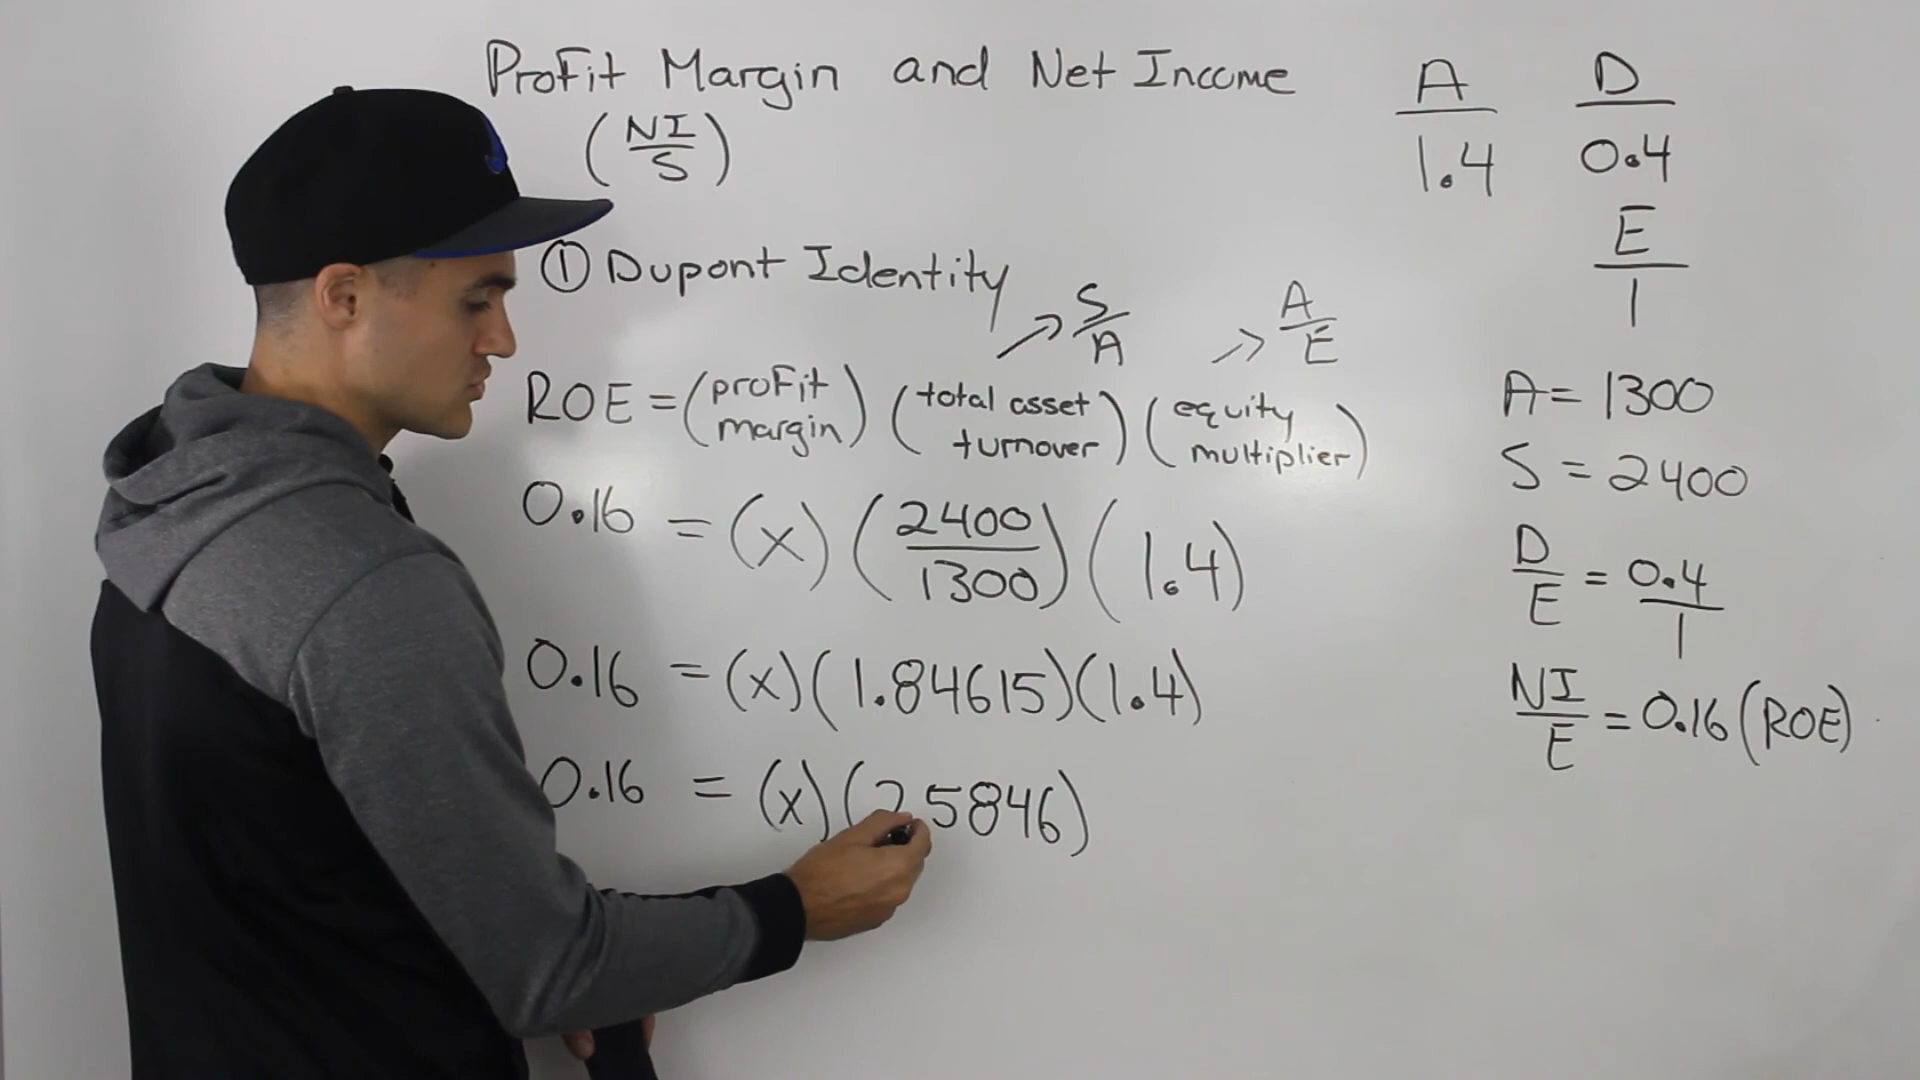 Profit Margin and Net Income
(NI/S)
① Dupont Identity
S/A
A/E
ROE = (profit margin) (total asset turnover) (equity multiplier)
0.16 = (x) (2400/1300) (1.4)
0.16 = (x)(1.84615)(1.4)
0.16 = (x)(2.5846)
A D
1.4 0.4
E
1
A = 1300
S = 2400
D/E = 0.4/1
NI/E = 0.16 (ROE)